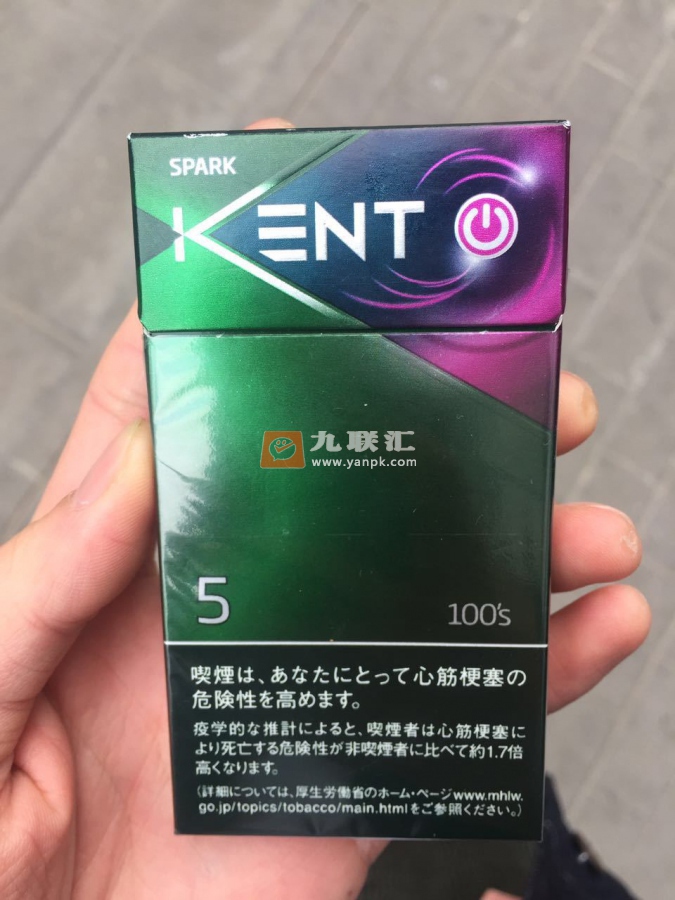 SPARK
KENT
九联汇
www.yanpk.com
5
100's
喫煙は、あなたにとって心筋梗塞の
危険性を高めます。
疫学的な推計によると、喫煙者は心筋梗塞に
より死亡する危険性が非喫煙者に比べて約1.7倍
高くなります。
（詳細については、厚生労働省のホーム・ページwww.mhlw.
go.jp/topics/tobacco/main.htmlをご参照ください。）